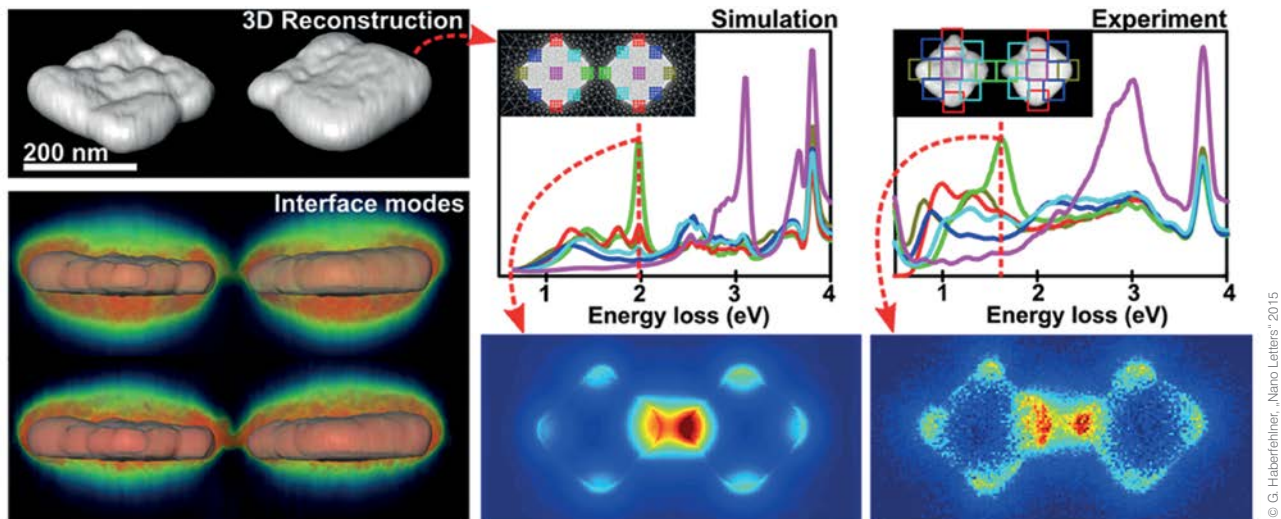 3D Reconstruction
200 nm
Interface modes
Simulation
1 2 3 4
Energy loss (eV)
Experiment
1 2 3 4
Energy loss (eV)
© G. Haberfehlner, „Nano Letters“ 2015